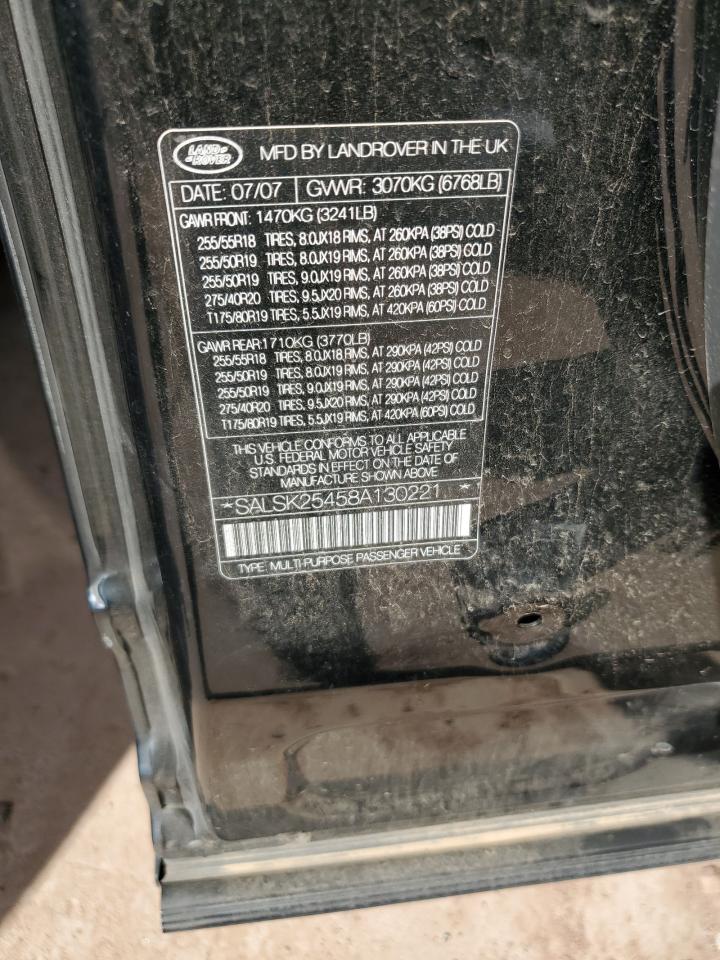 LAND-ROVER
MFD BY LANDROVER IN THE UK
DATE: 07/07 GVWR: 3070KG (6768LB)
GAWR FRONT: 1470KG (3241LB)
255/55R18 TIRES, 8.0JX18 RIMS, AT 260KPA (38PSI) COLD
255/50R19 TIRES, 8.0JX19 RIMS, AT 260KPA (38PSI) COLD
255/50R19 TIRES, 9.0JX19 RIMS, AT 260KPA (38PSI) COLD
275/40R20 TIRES, 9.5JX20 RIMS, AT 260KPA (38PSI) COLD
T175/80R19 TIRES, 5.5JX19 RIMS, AT 420KPA (60PSI) COLD
GAWR REAR: 1710KG (3770LB)
255/55R18 TIRES, 8.0JX18 RIMS, AT 290KPA (42PSI) COLD
255/50R19 TIRES, 8.0JX19 RIMS, AT 290KPA (42PSI) COLD
255/50R19 TIRES, 9.0JX19 RIMS, AT 290KPA (42PSI) COLD
275/40R20 TIRES, 9.5JX20 RIMS, AT 290KPA (42PSI) COLD
T175/80R19 TIRES, 5.5JX19 RIMS, AT 420KPA (60PSI) COLD
THIS VEHICLE CONFORMS TO ALL APPLICABLE
U.S. FEDERAL MOTOR VEHICLE SAFETY
STANDARDS IN EFFECT ON THE DATE OF
MANUFACTURE SHOWN ABOVE
*SALSK25458A130221*
TYPE: MULTI-PURPOSE PASSENGER VEHICLE